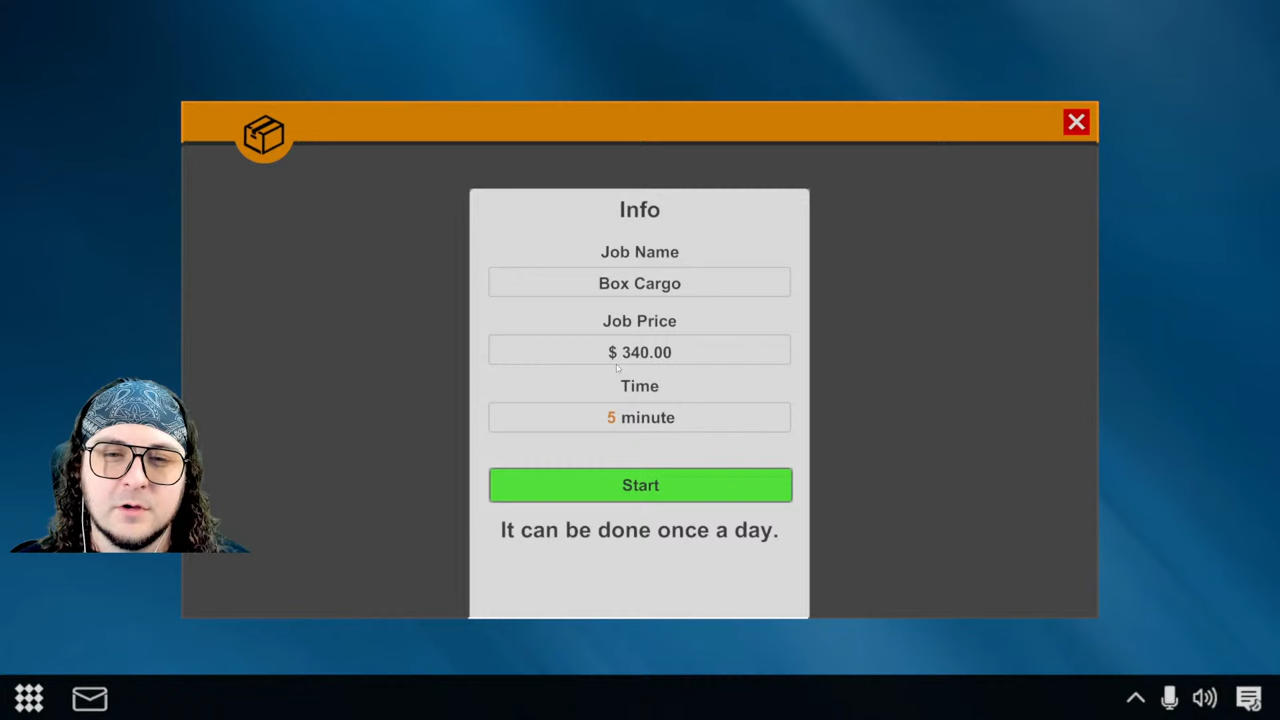 Info
Job Name
Box Cargo
Job Price
$ 340.00
Time
5 minute
Start
It can be done once a day.